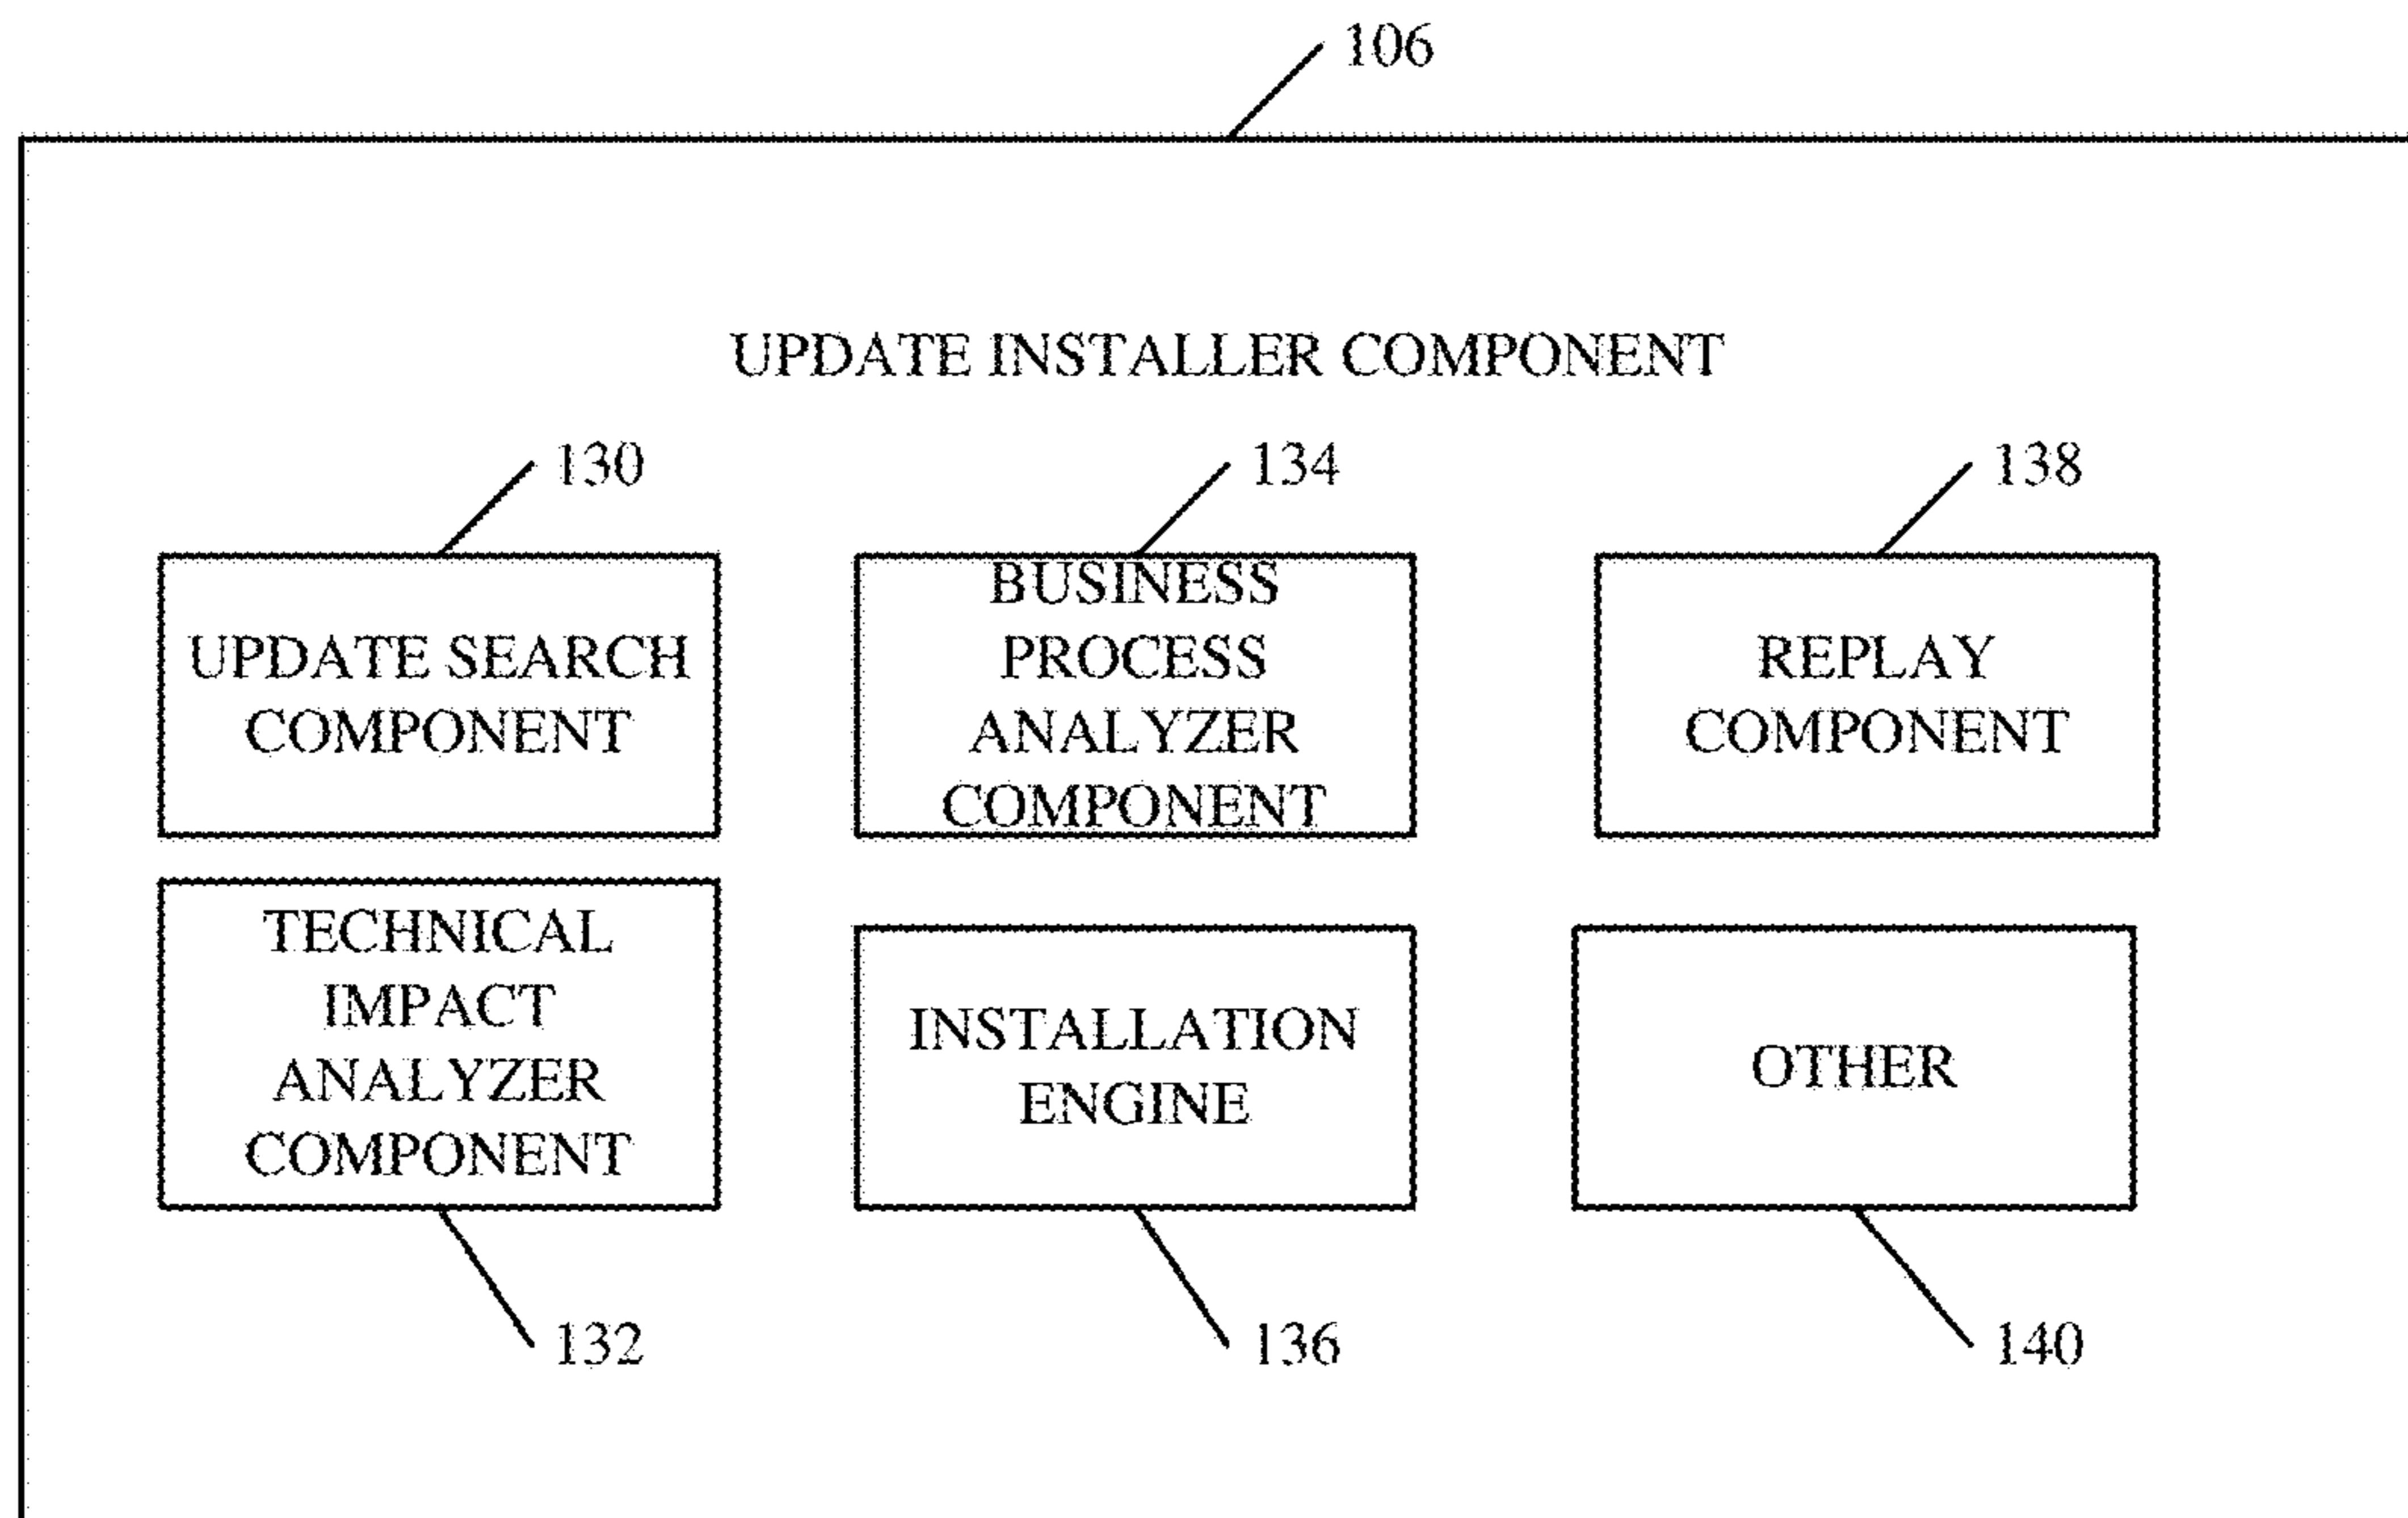 106
UPDATE INSTALLER COMPONENT
130
134
138
UPDATE SEARCH
COMPONENT
BUSINESS
PROCESS
ANALYZER
COMPONENT
REPLAY
COMPONENT
TECHNICAL
IMPACT
ANALYZER
COMPONENT
INSTALLATION
ENGINE
OTHER
132
136
140